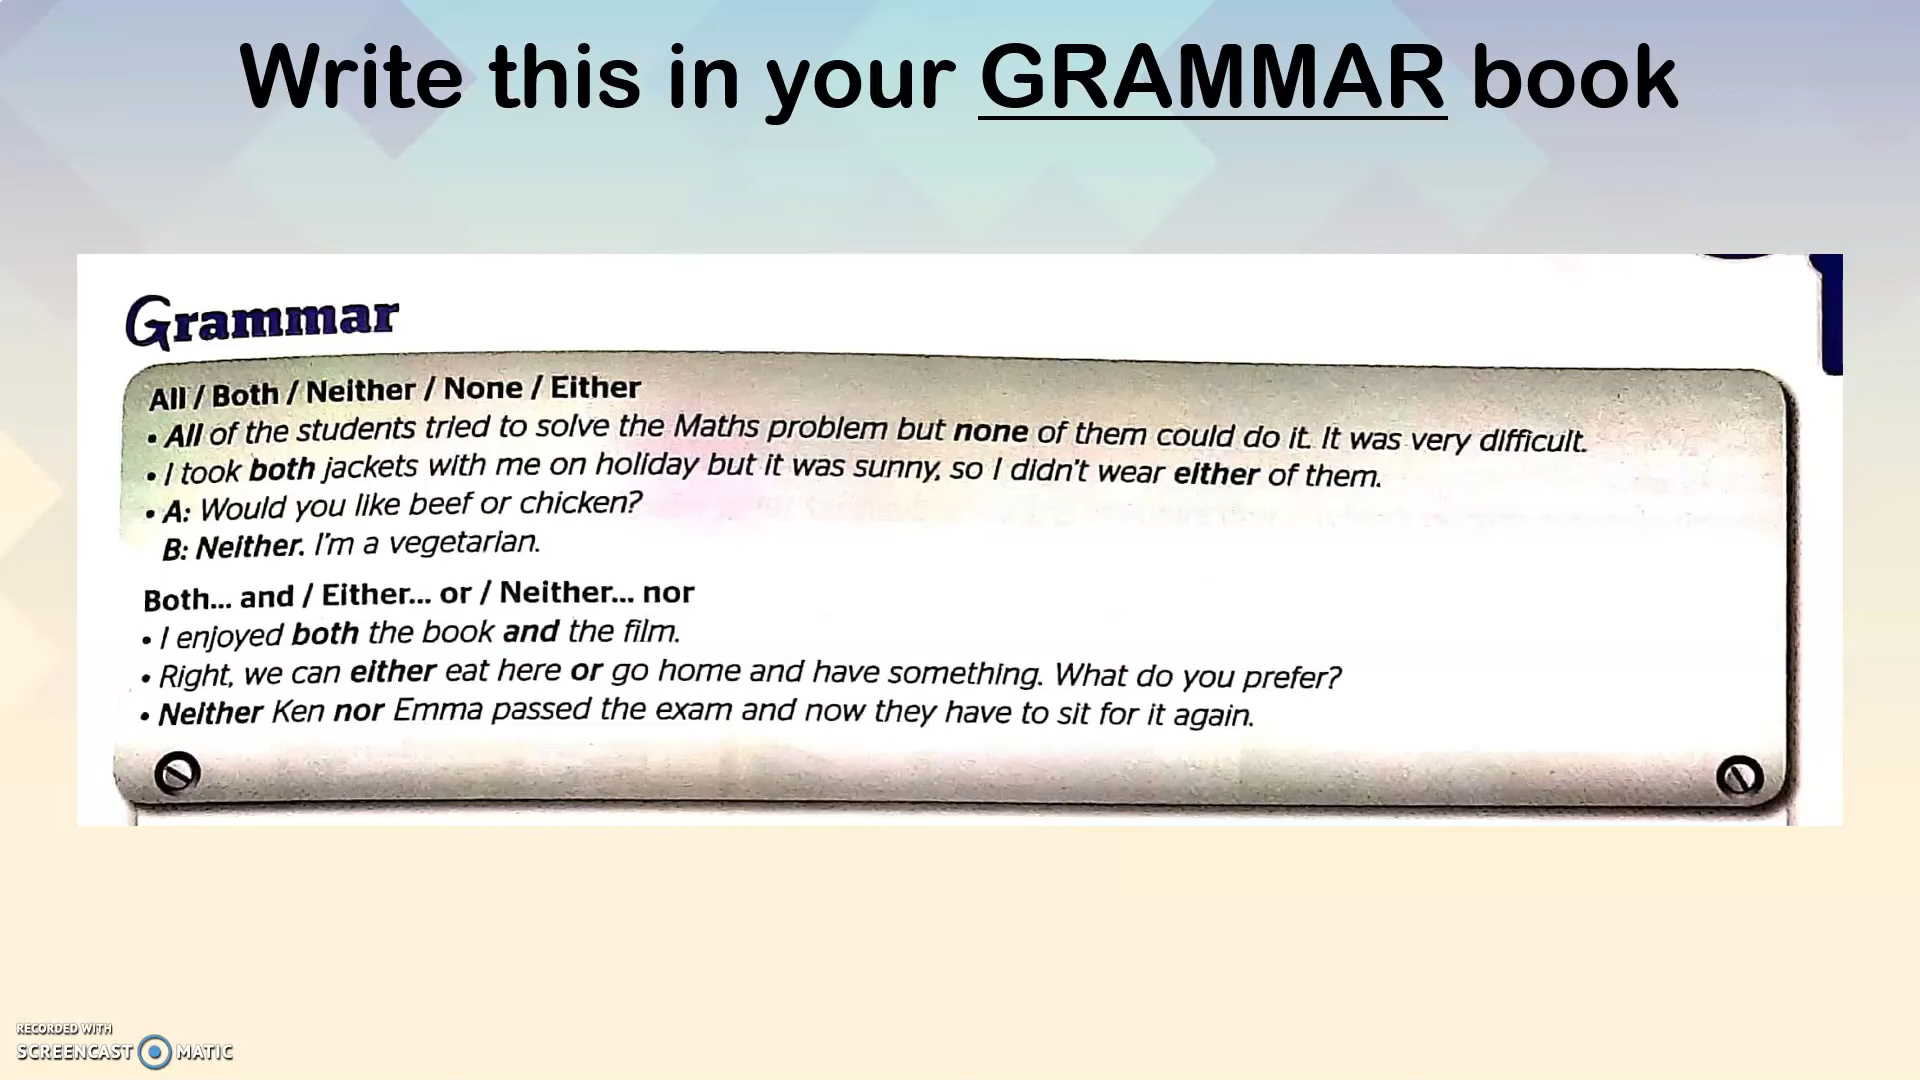 Write this in your GRAMMAR book
Grammar
All / Both / Neither / None / Either
• All of the students tried to solve the Maths problem but none of them could do it. It was very difficult.
• I took both jackets with me on holiday but it was sunny, so I didn't wear either of them.
• A: Would you like beef or chicken?
B: Neither. I'm a vegetarian.
Both... and / Either... or / Neither... nor
• I enjoyed both the book and the film.
• Right, we can either eat here or go home and have something. What do you prefer?
• Neither Ken nor Emma passed the exam and now they have to sit for it again.
RECORDED WITH
SCREENCAST MATIC